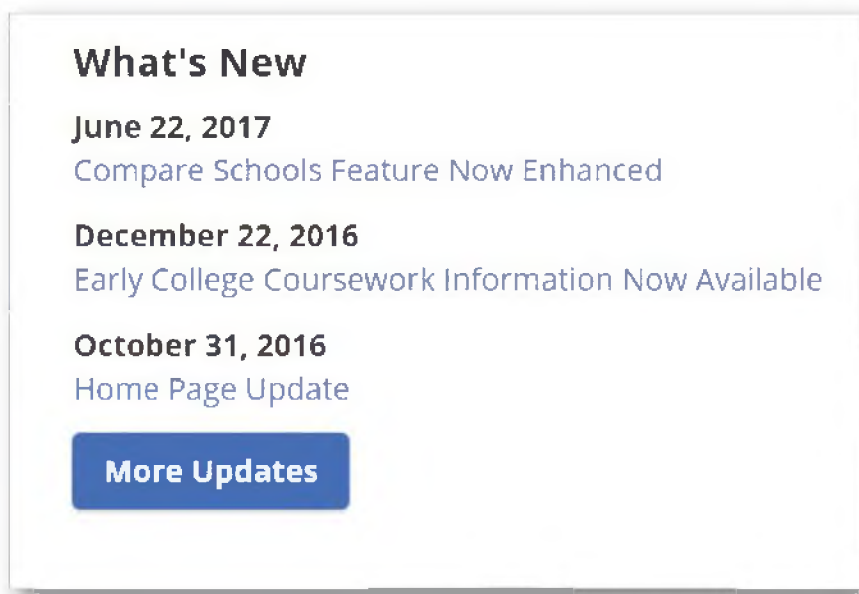 What's New
June 22, 2017
Compare Schools Feature Now Enhanced
December 22, 2016
Early College Coursework Information Now Available
October 31, 2016
Home Page Update
More Updates